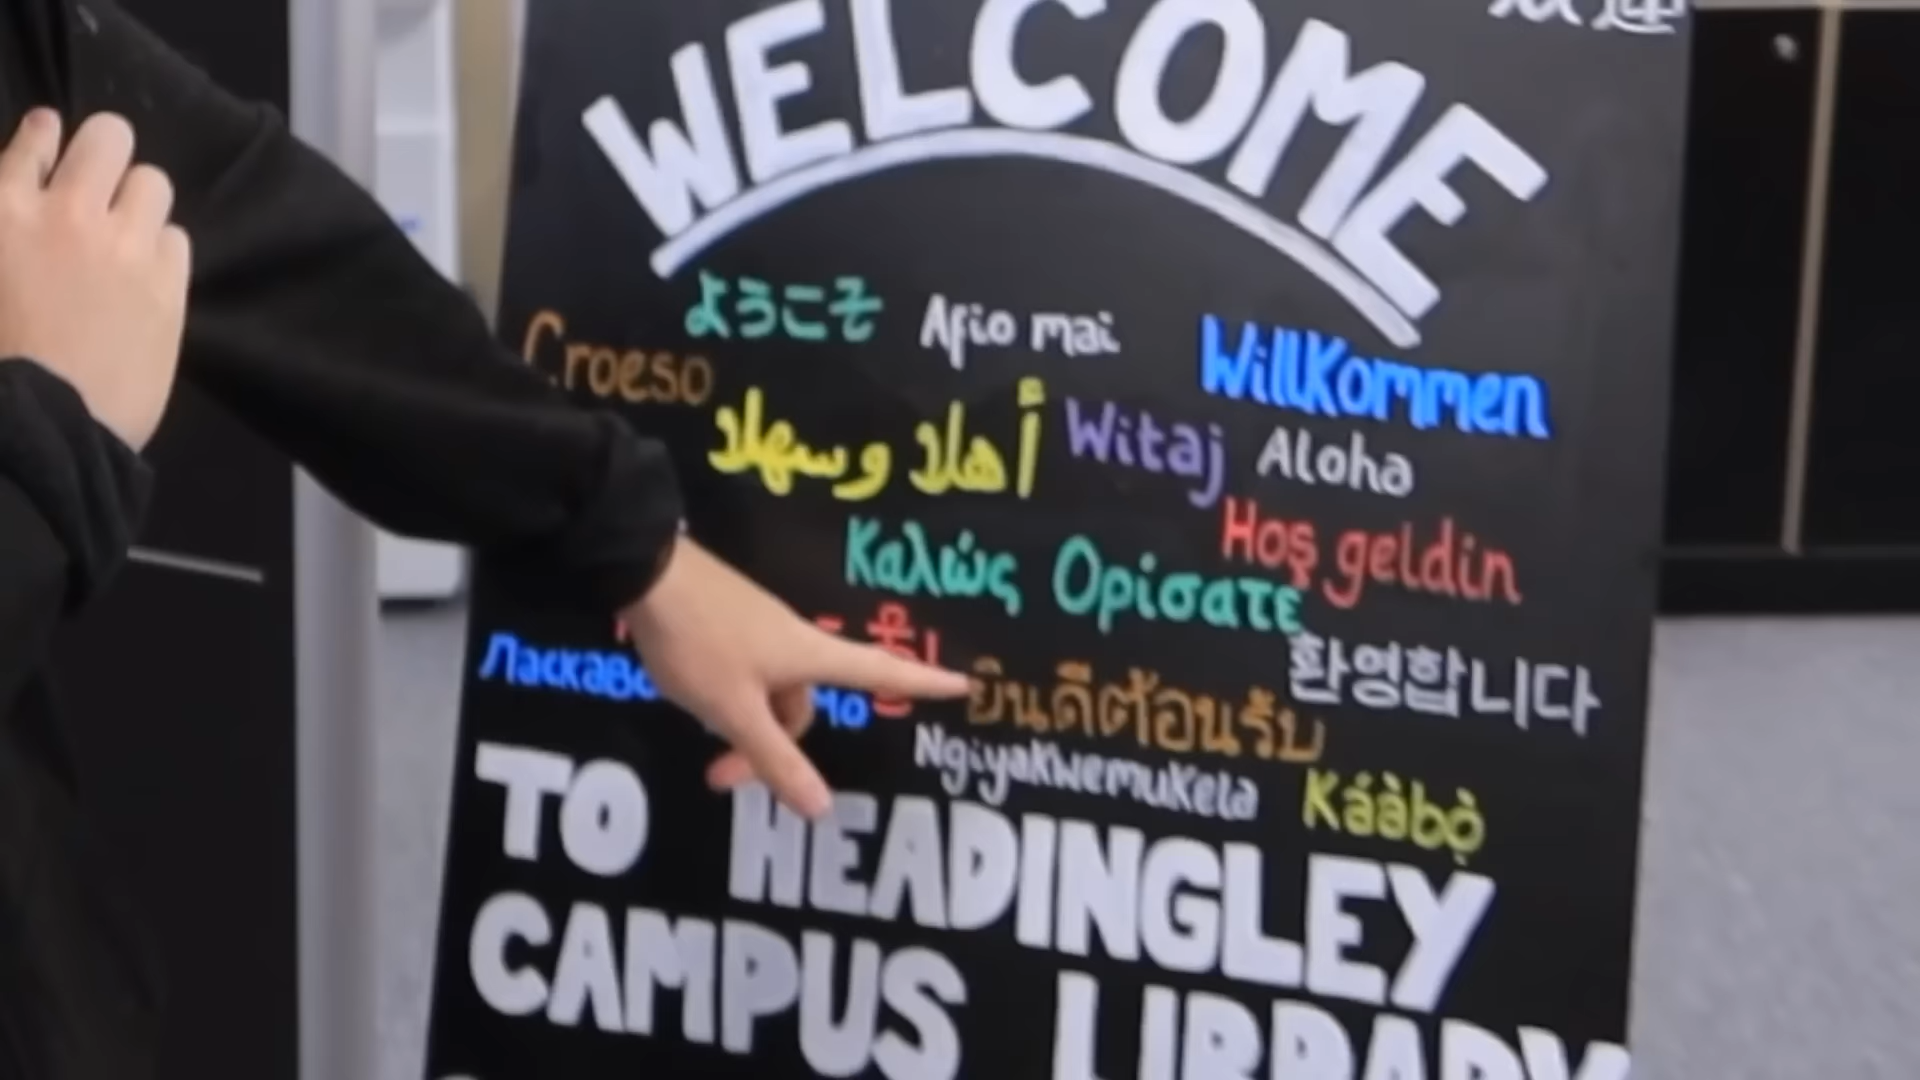 WELCOME
ようこそ Afio mai
Croeso Willkommen
أهلا وسهلا Witaj Aloha
Hoş geldin
Καλώς Ορίσατε
환영합니다
ยินดีต้อนรับ
Ngiyakwemukela Káàbọ̀
TO HEADINGLEY
CAMPUS LIBRARY